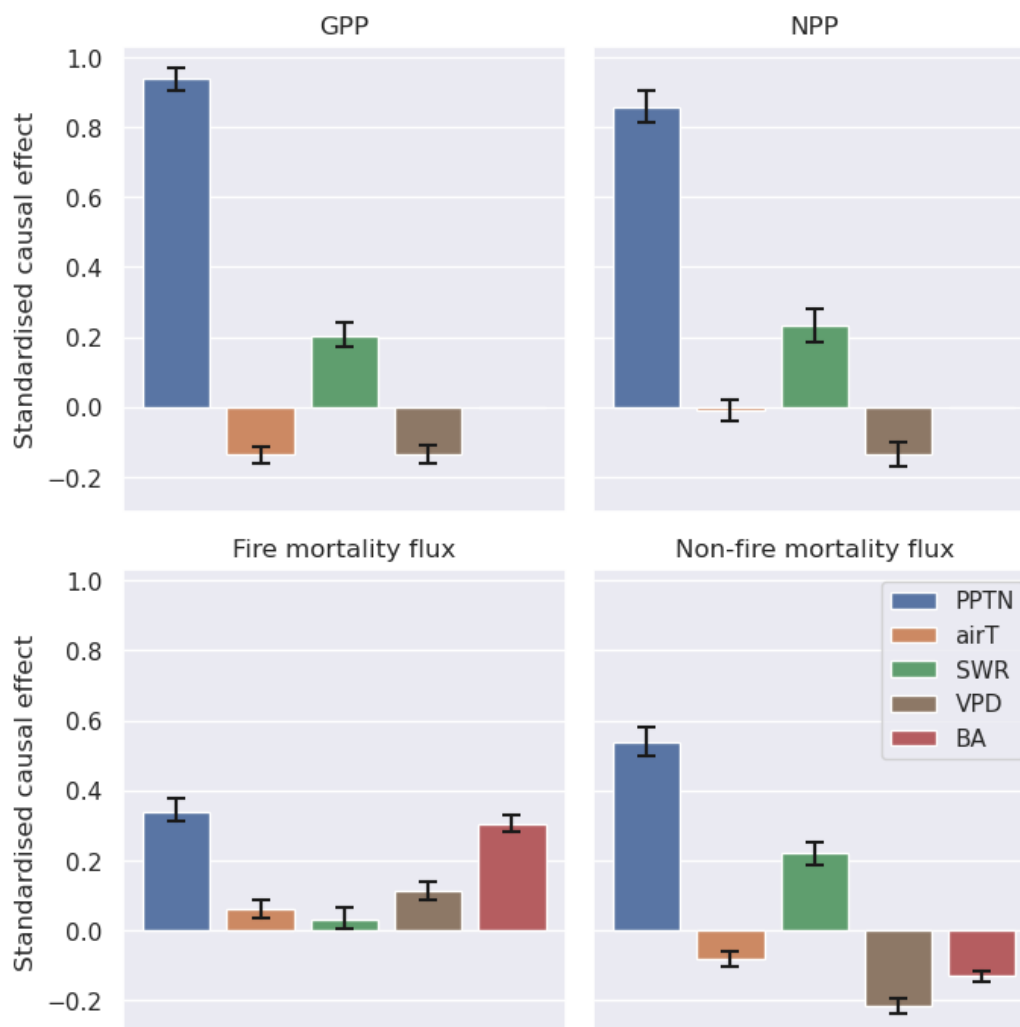 GPP
NPP
Standardised causal effect
1.0
0.8
0.6
0.4
0.2
0.0
−0.2
Fire mortality flux
Non-fire mortality flux
Standardised causal effect
1.0
0.8
0.6
0.4
0.2
0.0
−0.2
PPTN
airT
SWR
VPD
BA